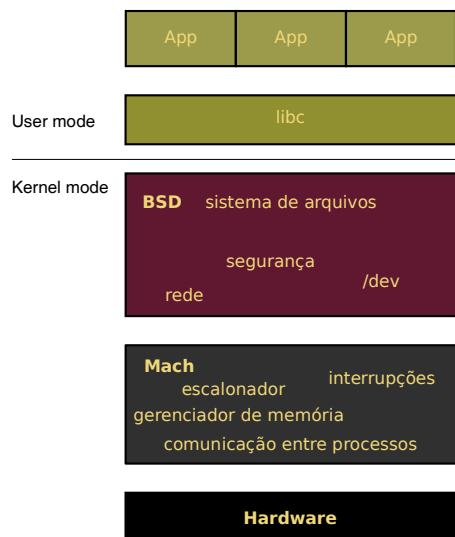 App App App
User mode
libc
Kernel mode
BSD sistema de arquivos
segurança
/dev
rede
Mach
interrupções
escalonador
gerenciador de memória
comunicação entre processos
Hardware